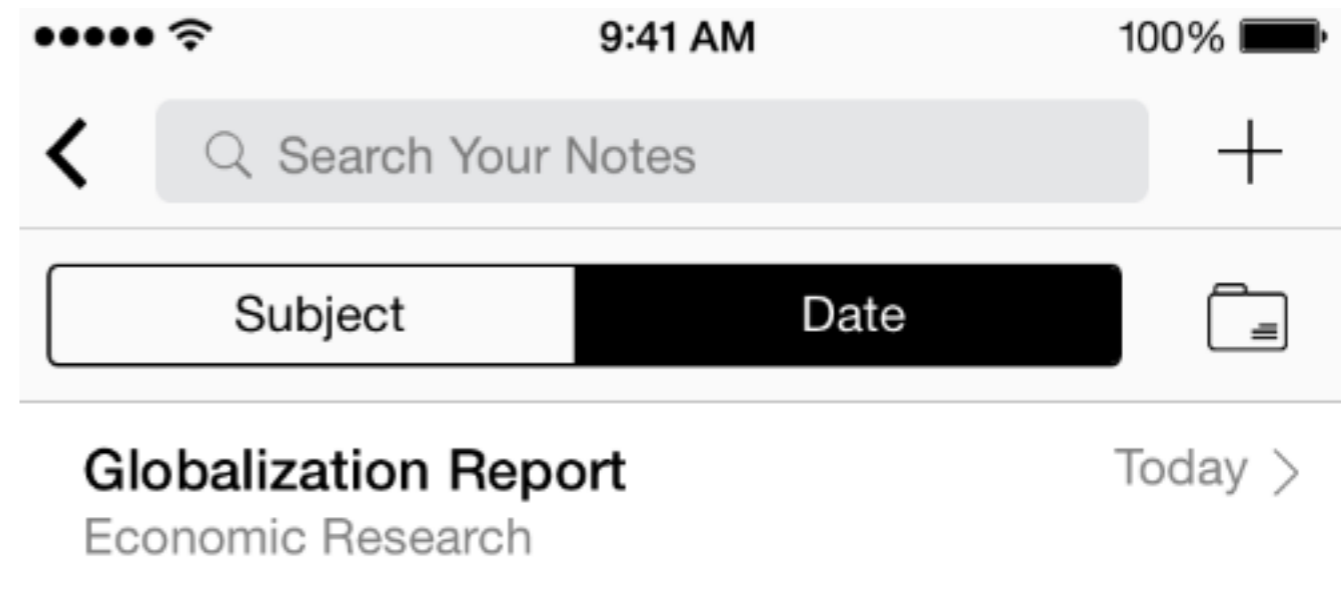 9:41 AM 100%
Search Your Notes
Subject Date
Globalization Report Today
Economic Research